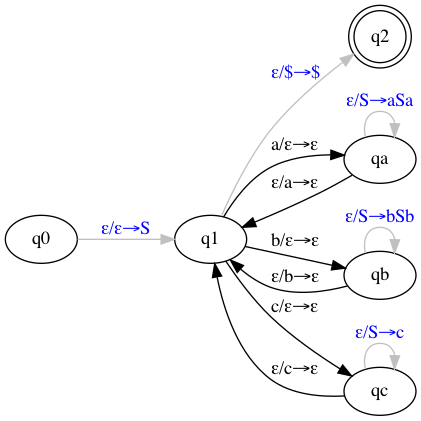 q2
ε/$→$
ε/S→aSa
a/ε→ε
qa
ε/a→ε
q0
ε/ε→S
q1
ε/S→bSb
b/ε→ε
qb
ε/b→ε
c/ε→ε
ε/S→c
ε/c→ε
qc